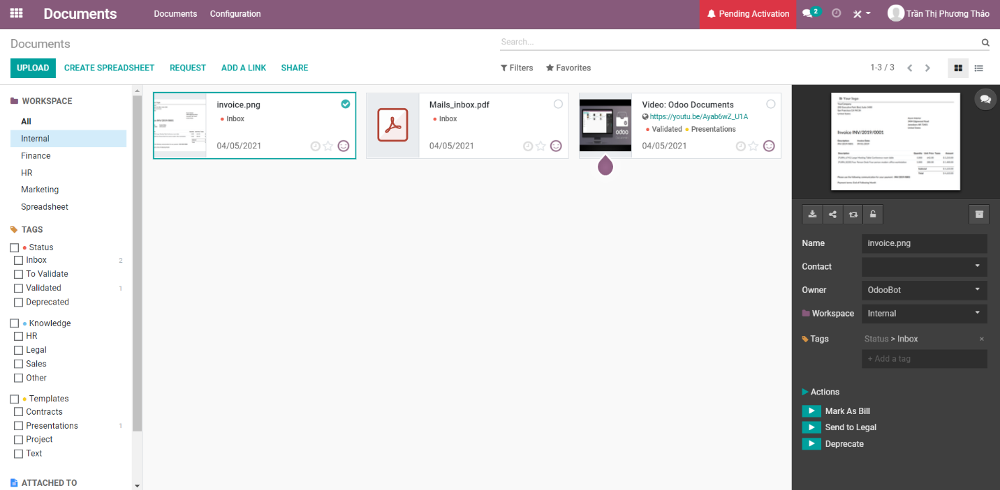 Documents Documents Configuration Pending Activation 2 Trần Thị Phương Thảo
Documents
Search...
UPLOAD CREATE SPREADSHEET REQUEST ADD A LINK SHARE
Filters Favorites
1-3 / 3
WORKSPACE
All
Internal
Finance
HR
Marketing
Spreadsheet
TAGS
Status
Inbox 2
To Validate
Validated 1
Deprecated
Knowledge
HR
Legal
Sales
Other
Templates
Contracts
Presentations 1
Project
Text
ATTACHED TO
invoice.png
Inbox
04/05/2021
Mails_inbox.pdf
Inbox
04/05/2021
odoo
Video: Odoo Documents
https://youtu.be/Ayab6wZ_U1A
Validated Presentations
04/05/2021
Your logo
Invoice INV/2019/0001
Name invoice.png
Contact
Owner OdooBot
Workspace Internal
Tags Status > Inbox ×
+ Add a tag
Actions
Mark As Bill
Send to Legal
Deprecate